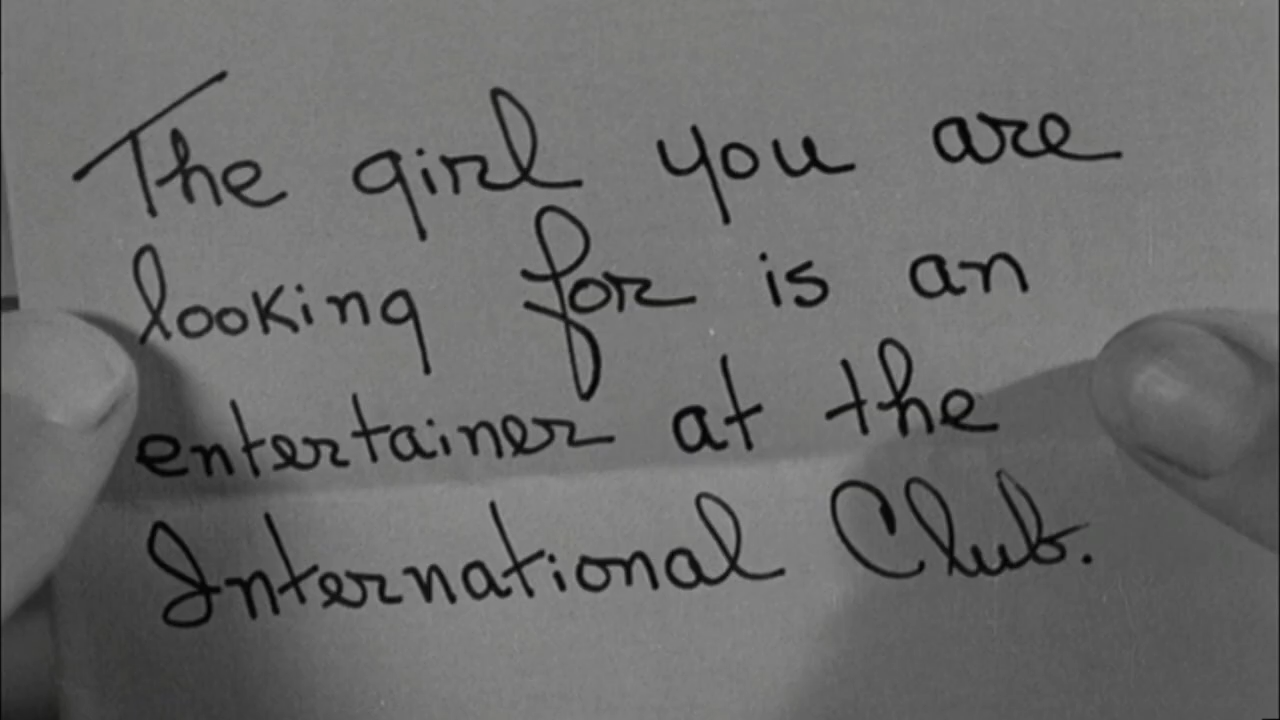 The girl you are
looking for is an
entertainer at the
International Club.